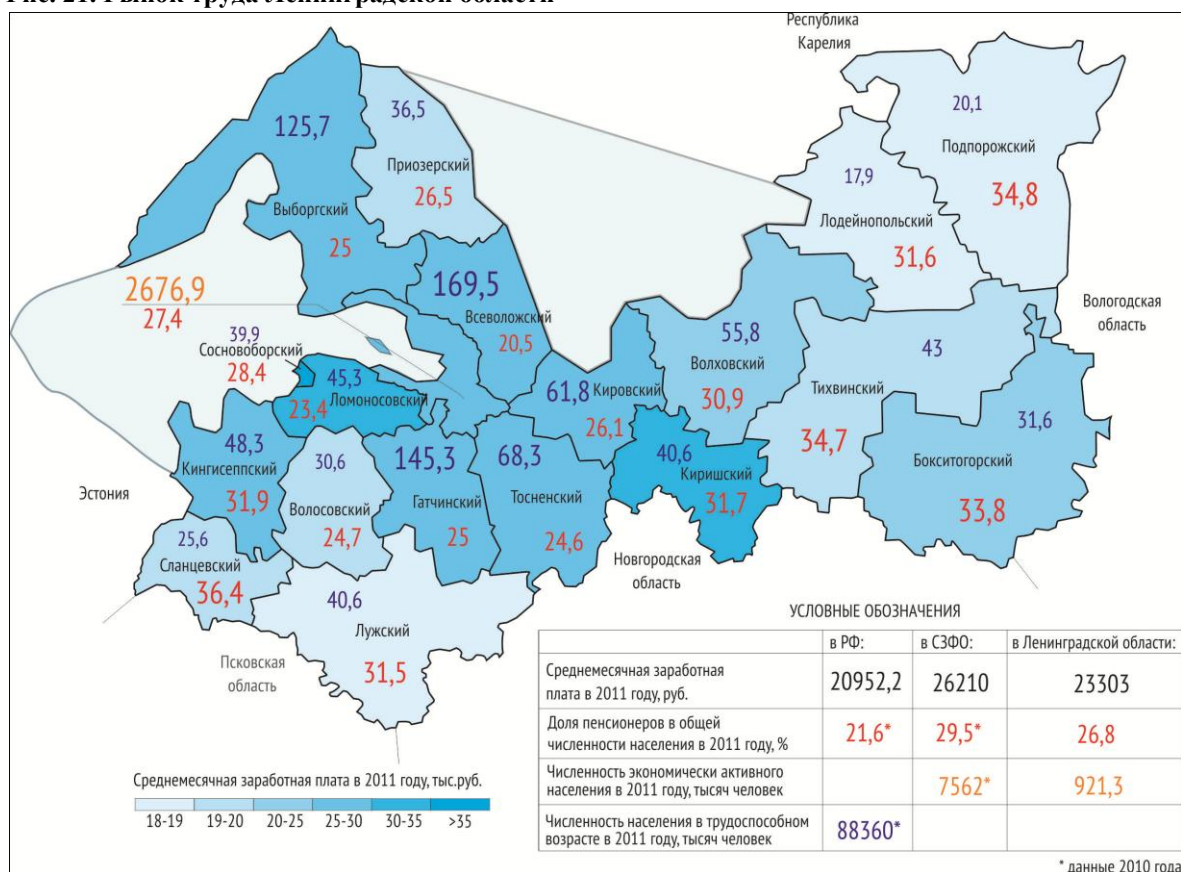 Рис. 21. Рынок труда Ленинградской области
Республика
Карелия
36,5
125,7
Приозерский
26,5
Выборгский
25
20,1
Подпорожский
34,8
17,9
Лодейнопольский
31,6
2676,9
27,4
169,5
Всеволожский
20,5
39,9
Сосновоборский
28,4
45,3
Ломоносовский
23,4
55,8
Волховский
30,9
61,8
Кировский
26,1
43
Тихвинский
34,7
Вологодская
область
31,6
Бокситогорский
33,8
48,3
Кингисеппский
31,9
30,6
Волосовский
24,7
145,3
Гатчинский
25
68,3
Тосненский
24,6
40,6
Киришский
31,7
Эстония
25,6
Сланцевский
36,4
40,6
Лужский
31,5
Новгородская
область
Псковская
область
Среднемесячная заработная плата в 2011 году, тыс.руб.
18-19 19-20 20-25 25-30 30-35 >35
УСЛОВНЫЕ ОБОЗНАЧЕНИЯ
в РФ: в СЗФО: в Ленинградской области:
Среднемесячная заработная
плата в 2011 году, руб.
20952,2 26210 23303
Доля пенсионеров в общей
численности населения в 2011 году, %
21,6* 29,5* 26,8
Численность экономически активного
населения в 2011 году, тысяч человек
7562* 921,3
Численность населения в трудоспособном
возрасте в 2011 году, тысяч человек
88360*
* данные 2010 года